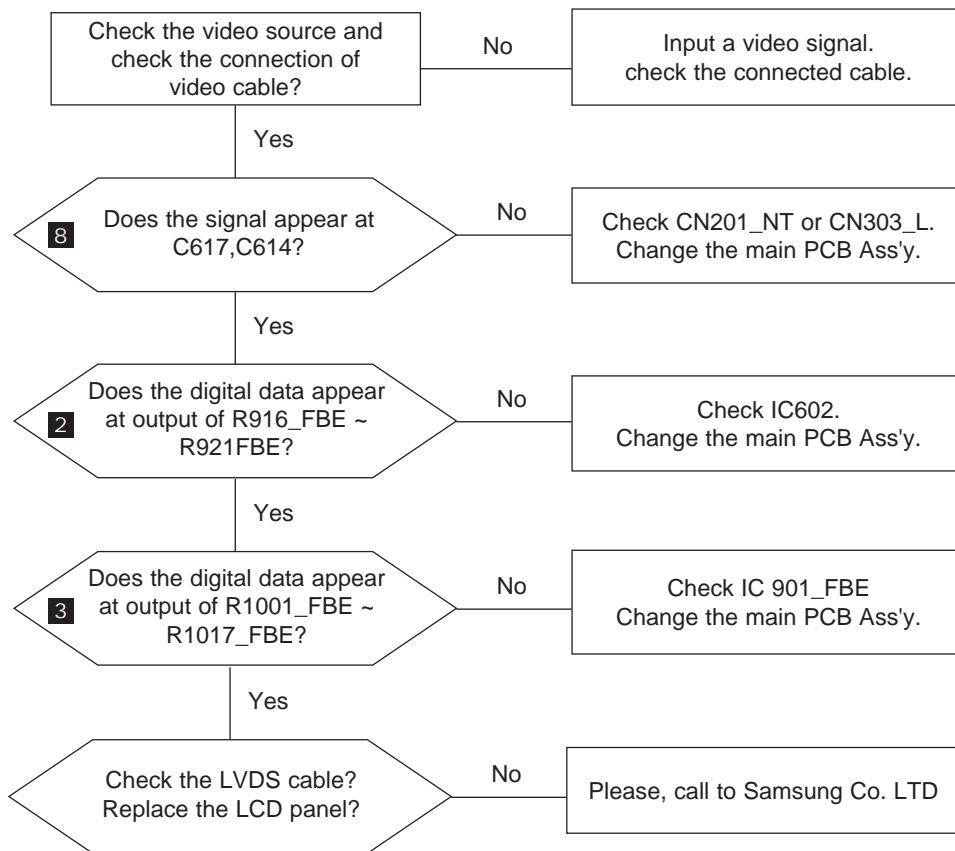 Check the video source and
check the connection of
video cable?
No
Input a video signal.
check the connected cable.
Yes
8
Does the signal appear at
C617,C614?
No
Check CN201_NT or CN303_L.
Change the main PCB Ass'y.
Yes
2
Does the digital data appear
at output of R916_FBE ~
R921FBE?
No
Check IC602.
Change the main PCB Ass'y.
Yes
3
Does the digital data appear
at output of R1001_FBE ~
R1017_FBE?
No
Check IC 901_FBE
Change the main PCB Ass'y.
Yes
Check the LVDS cable?
Replace the LCD panel?
No
Please, call to Samsung Co. LTD